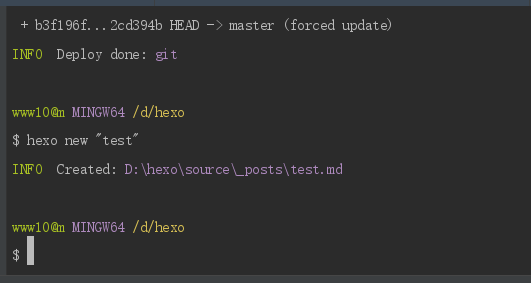 + b3f196f...2cd394b HEAD -> master (forced update)
INFO  Deploy done: git
www10@m MINGW64 /d/hexo
$ hexo new "test"
INFO  Created: D:\hexo\source\_posts\test.md
www10@m MINGW64 /d/hexo
$